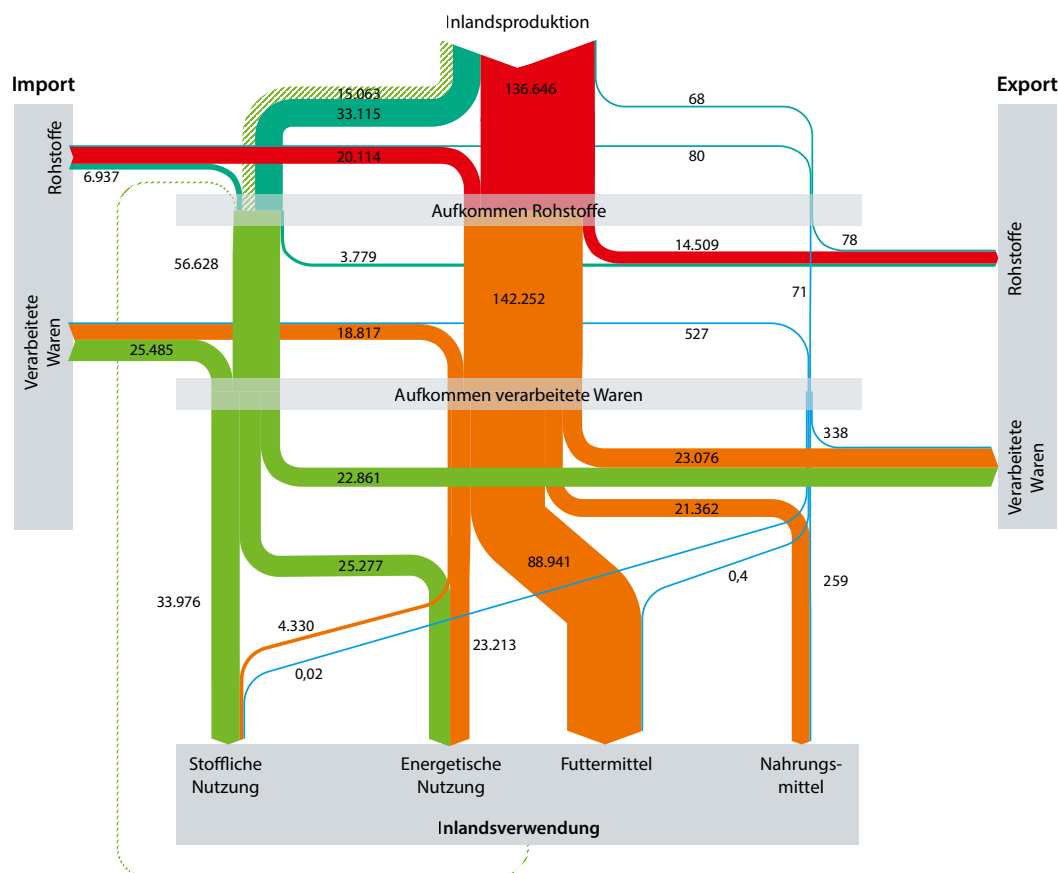 Inlandsproduktion
Import
Export
15.063
33.115
136.646
68
Rohstoffe
20.114
80
6.937
Aufkommen Rohstoffe
56.628
3.779
14.509
78
Rohstoffe
142.252
71
Verarbeitete
Waren
18.817
527
25.485
Aufkommen verarbeitete Waren
338
23.076
22.861
Verarbeitete
Waren
21.362
25.277
88.941
0,4
259
33.976
4.330
23.213
0,02
Stoffliche
Nutzung
Energetische
Nutzung
Futtermittel
Nahrungs-
mittel
Inlandsverwendung